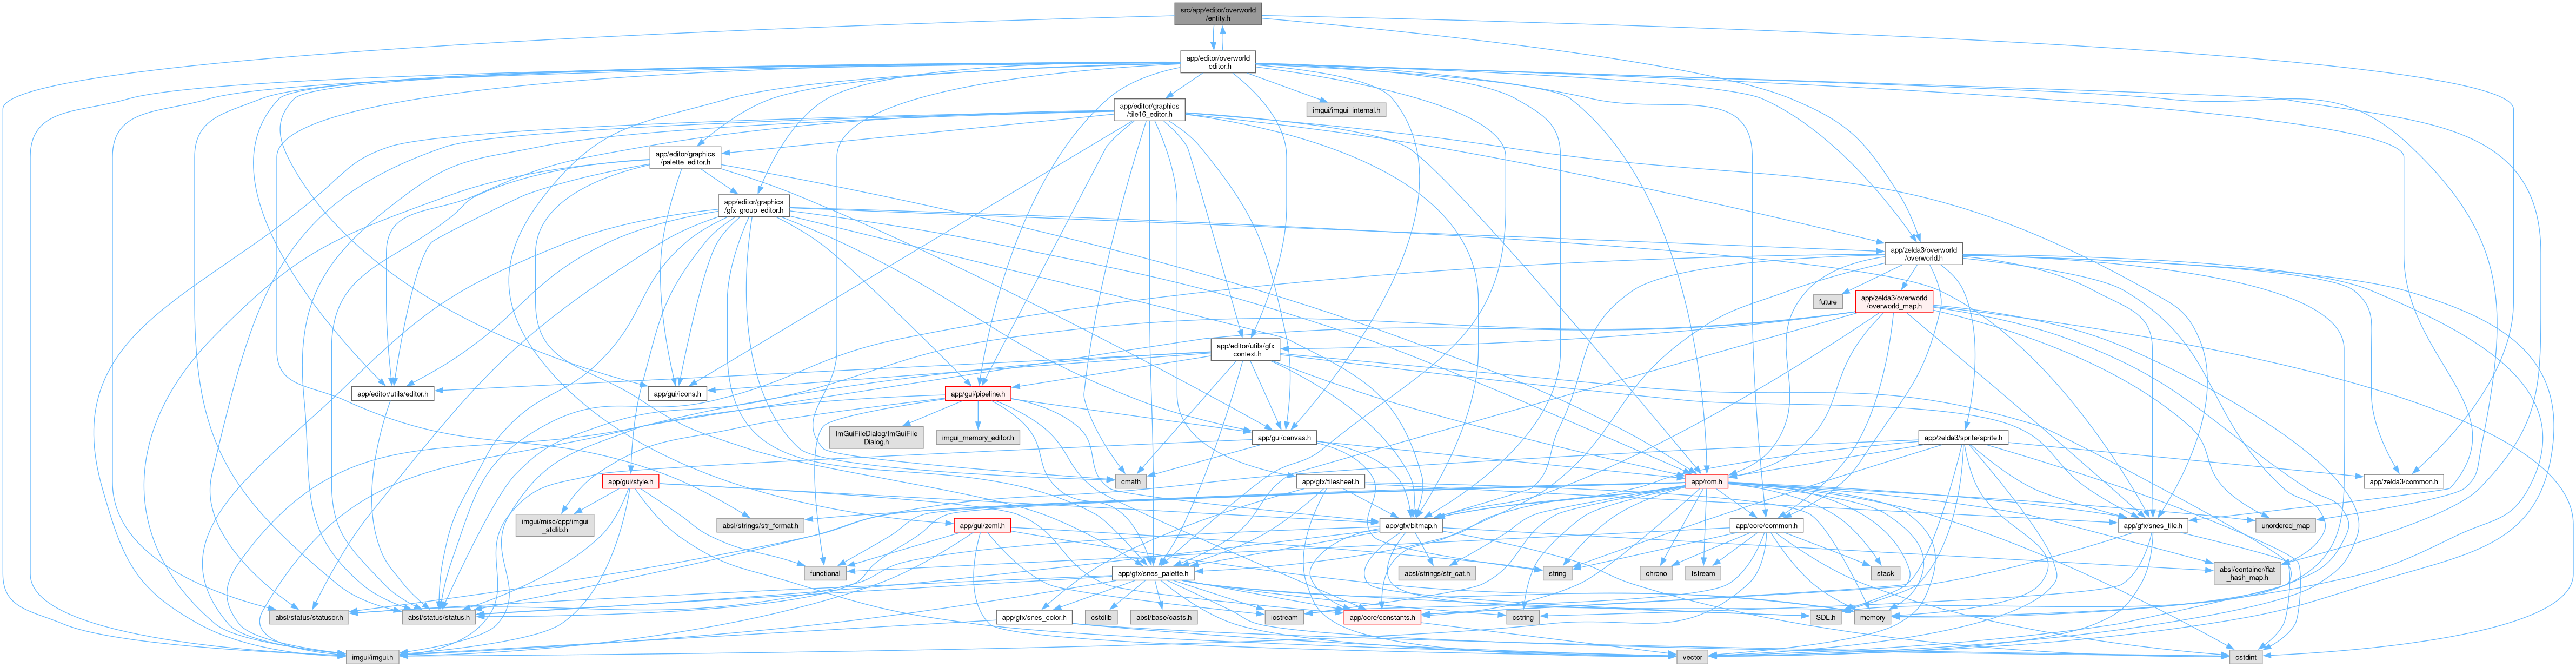 src/app/editor/overworld
/entity.h
app/editor/overworld
_editor.h
imgui/imgui_internal.h
app/editor/graphics
/tile16_editor.h
app/editor/graphics
/palette_editor.h
app/editor/graphics
/gfx_group_editor.h
app/zelda3/overworld
/overworld.h
future
app/zelda3/overworld
/overworld_map.h
app/editor/utils/gfx
_context.h
app/editor/utils/editor.h
app/gui/icons.h
app/gui/pipeline.h
ImGuiFileDialog/ImGuiFile
Dialog.h
imgui_memory_editor.h
app/gui/canvas.h
app/zelda3/sprite/sprite.h
app/gui/style.h
cmath
app/gfx/tilesheet.h
app/rom.h
app/zelda3/common.h
imgui/misc/cpp/imgui
_stdlib.h
absl/strings/str_format.h
app/gui/zeml.h
app/gfx/bitmap.h
app/core/common.h
app/gfx/snes_tile.h
unordered_map
functional
app/gfx/snes_palette.h
absl/strings/str_cat.h
string
chrono
fstream
stack
absl/container/flat
_hash_map.h
absl/status/statusor.h
absl/status/status.h
app/gfx/snes_color.h
cstdlib
absl/base/casts.h
iostream
app/core/constants.h
cstring
SDL.h
memory
imgui/imgui.h
vector
cstdint